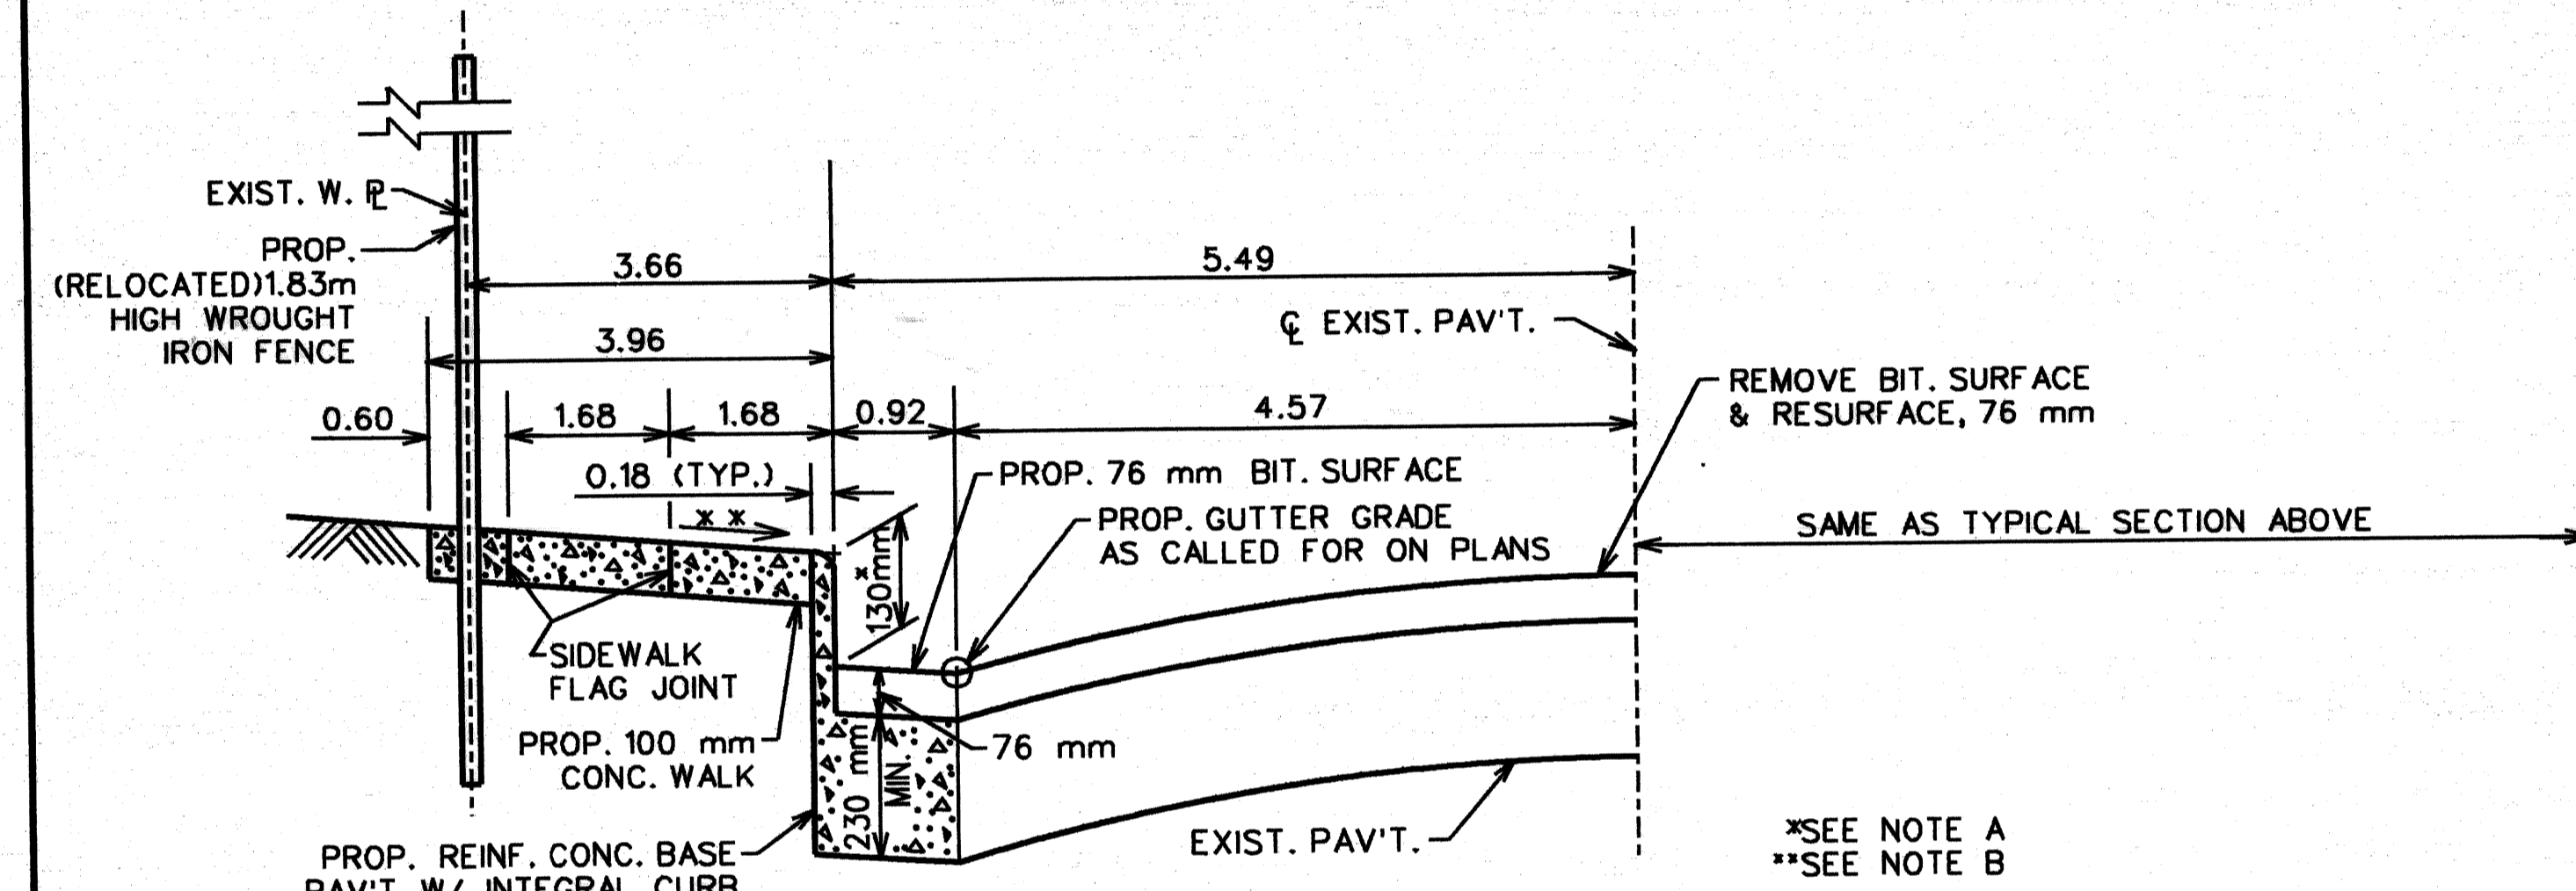 EXIST. W. ⅊
PROP.
(RELOCATED)1.83m
HIGH WROUGHT
IRON FENCE
3.66
5.49
℄ EXIST. PAV'T.
3.96
REMOVE BIT. SURFACE
& RESURFACE, 76 mm
0.60
1.68
1.68
0.92
4.57
0.18 (TYP.)
**
PROP. 76 mm BIT. SURFACE
PROP. GUTTER GRADE
AS CALLED FOR ON PLANS
SAME AS TYPICAL SECTION ABOVE
130mm*
SIDEWALK
FLAG JOINT
PROP. 100 mm
CONC. WALK
76 mm
230 mm
MIN.
EXIST. PAV'T.
PROP. REINF. CONC. BASE
PAV'T W/ INTEGRAL CURB
*SEE NOTE A
**SEE NOTE B